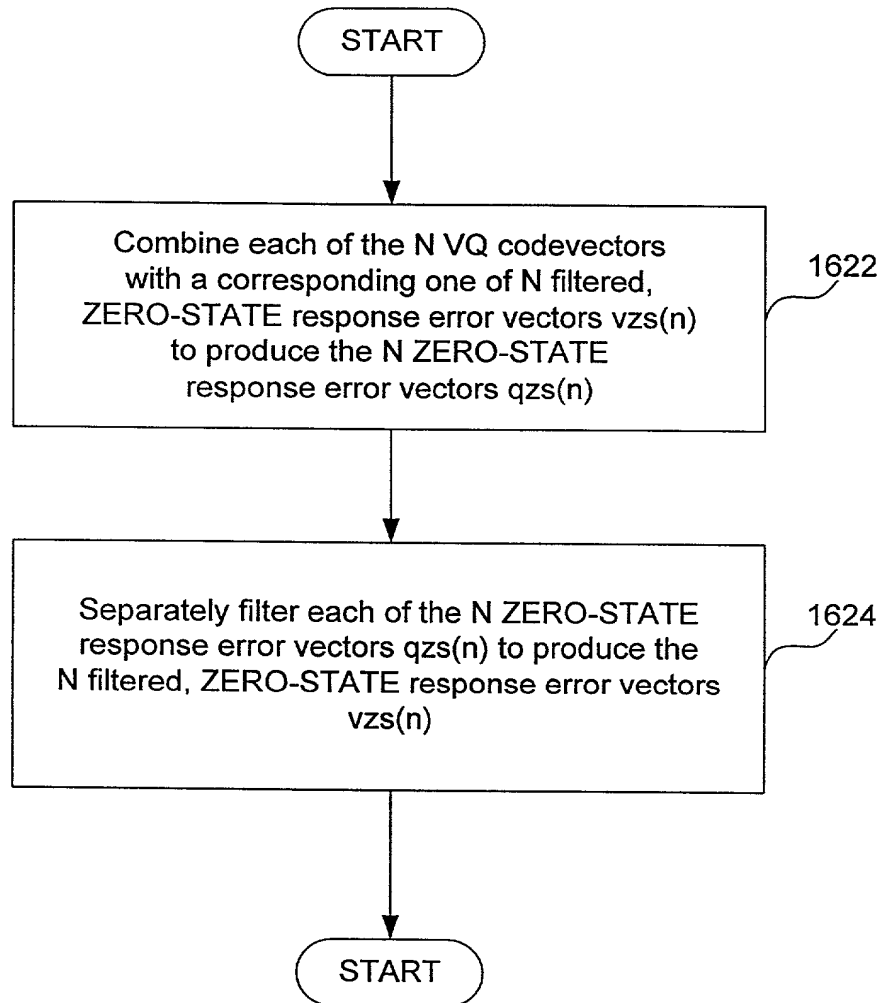 START
Combine each of the N VQ codevectors
with a corresponding one of N filtered,
ZERO-STATE response error vectors vzs(n)
to produce the N ZERO-STATE
response error vectors qzs(n)
1622
Separately filter each of the N ZERO-STATE
response error vectors qzs(n) to produce the
N filtered, ZERO-STATE response error vectors
vzs(n)
1624
START